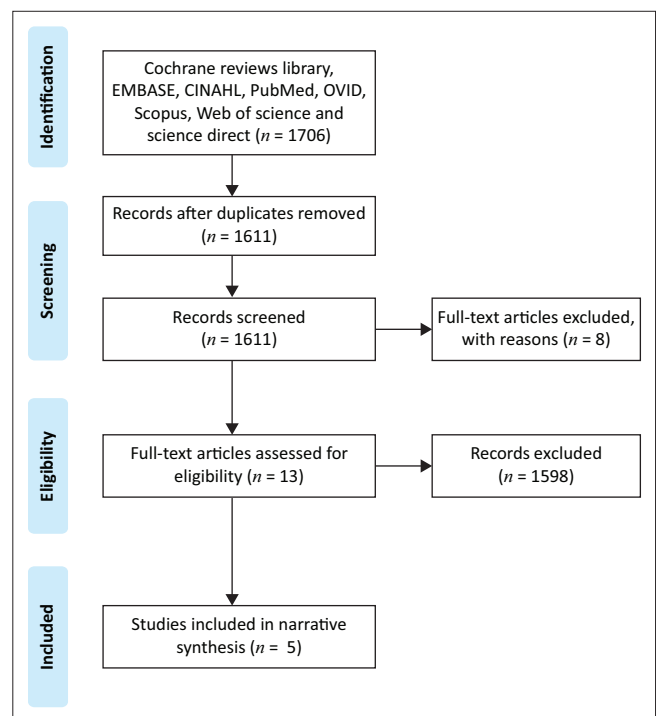 Identification
Cochrane reviews library,
EMBASE, CINAHL, PubMed, OVID,
Scopus, Web of science and
science direct (n = 1706)
Screening
Records after duplicates removed
(n = 1611)
Records screened
(n = 1611)
Full-text articles excluded,
with reasons (n = 8)
Eligibility
Full-text articles assessed for
eligibility (n = 13)
Records excluded
(n = 1598)
Included
Studies included in narrative
synthesis (n = 5)